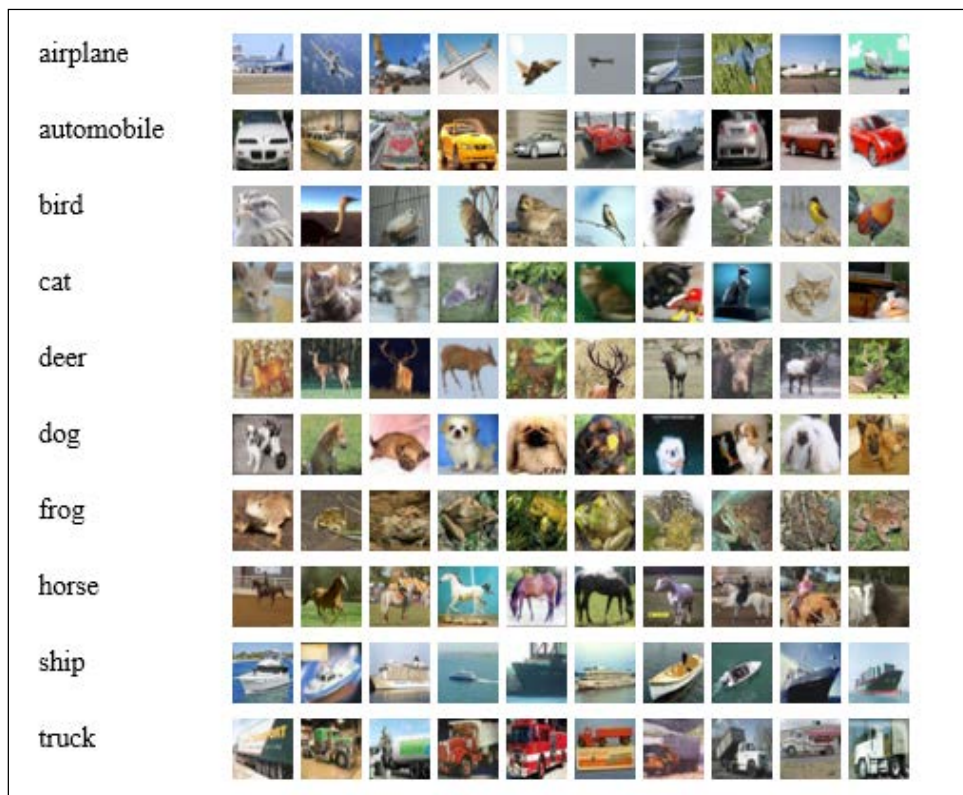 airplane
automobile
bird
cat
deer
dog
frog
horse
ship
truck